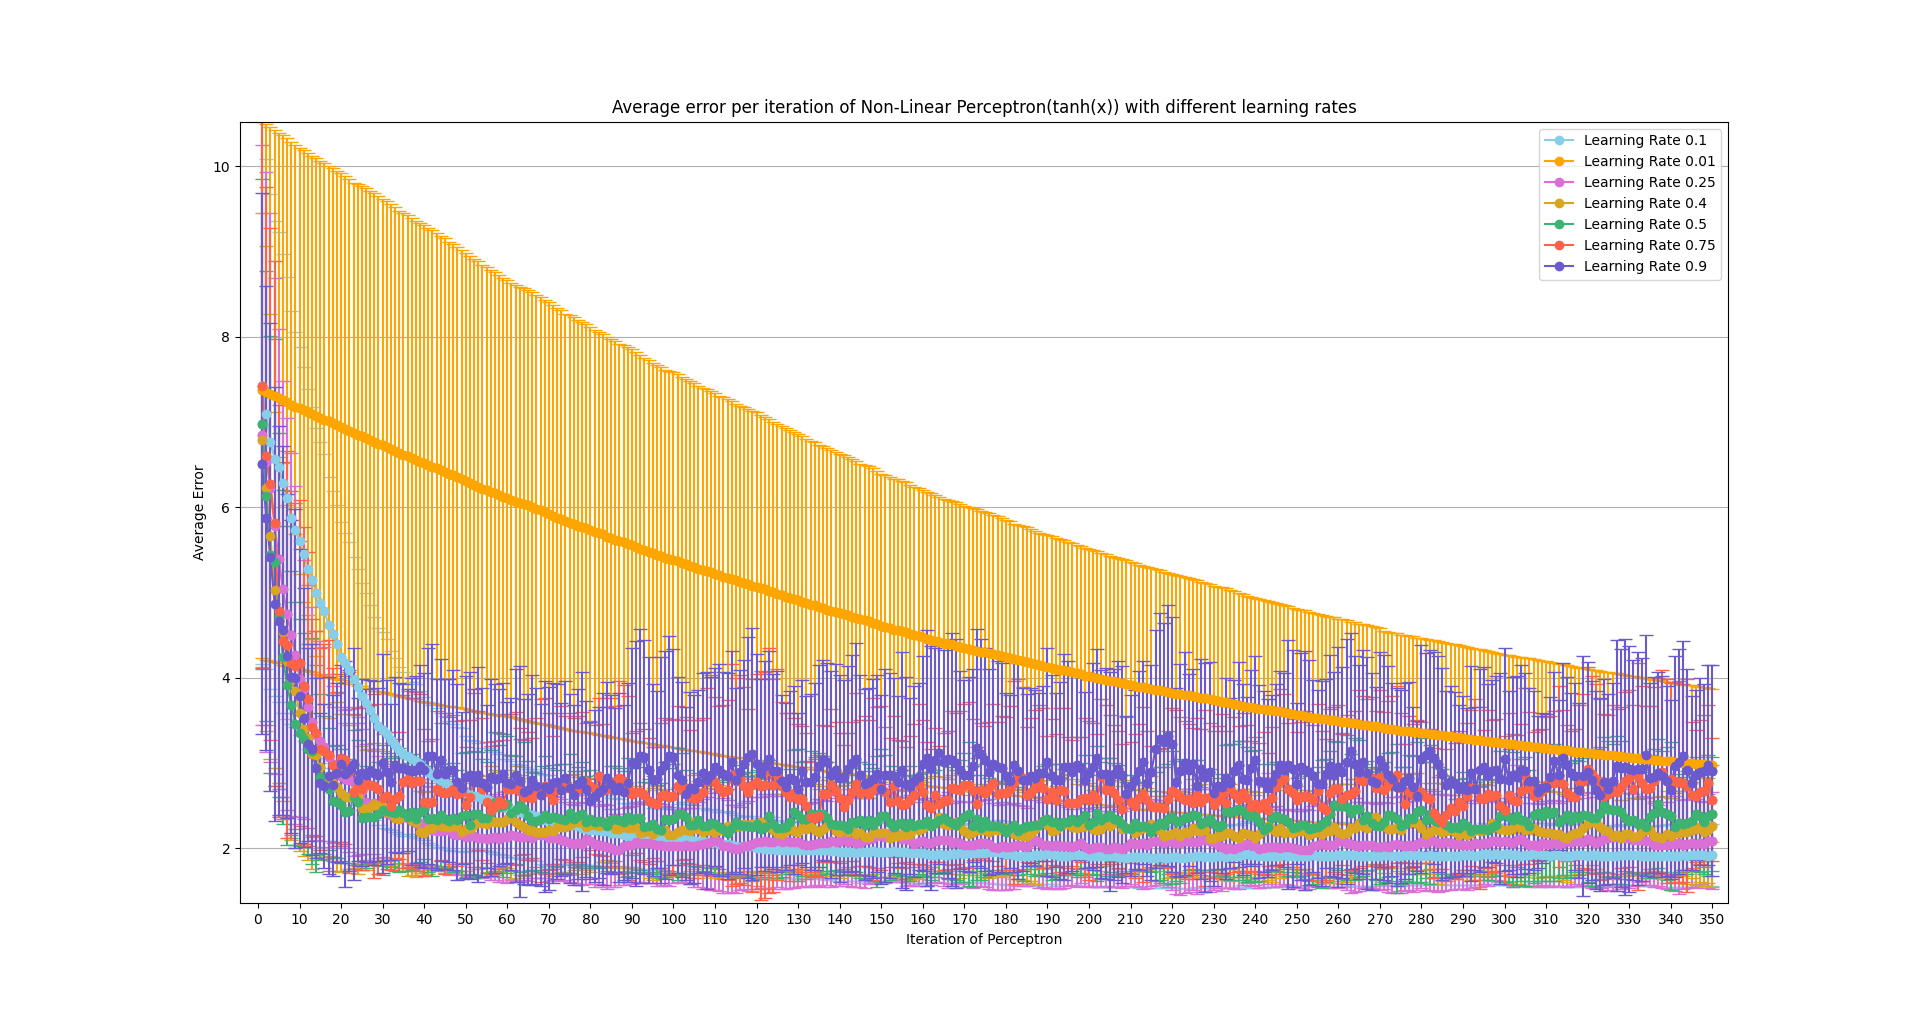 Average error per iteration of Non-Linear Perceptron(tanh(x)) with different learning rates
Learning Rate 0.1
Learning Rate 0.01
Learning Rate 0.25
Learning Rate 0.4
Learning Rate 0.5
Learning Rate 0.75
Learning Rate 0.9
10
8
6
4
2
Average Error
0 10 20 30 40 50 60 70 80 90 100 110 120 130 140 150 160 170 180 190 200 210 220 230 240 250 260 270 280 290 300 310 320 330 340 350
Iteration of Perceptron